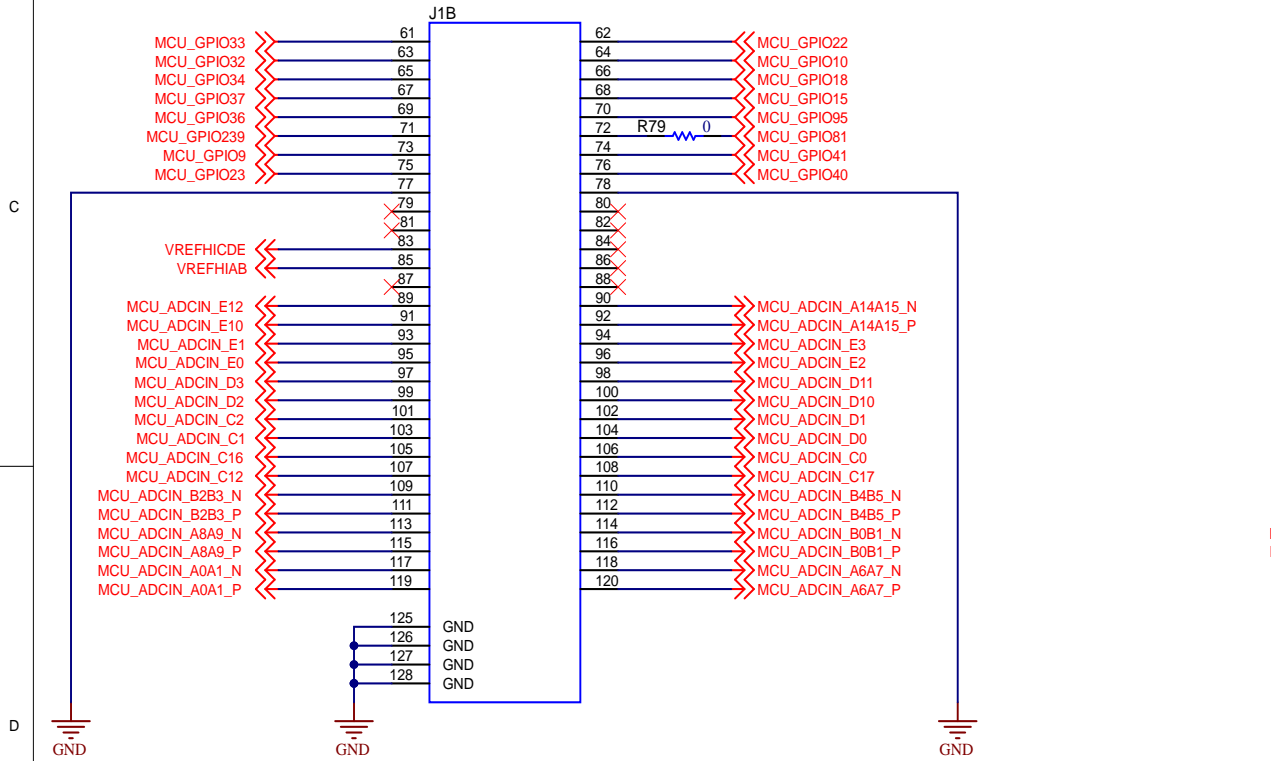 J1B
61 62
MCU_GPIO33 MCU_GPIO22
63 64
MCU_GPIO32 MCU_GPIO10
65 66
MCU_GPIO34 MCU_GPIO18
67 68
MCU_GPIO37 MCU_GPIO15
69 70
MCU_GPIO36 MCU_GPIO95
71 72 R79 0
MCU_GPIO239 MCU_GPIO81
73 74
MCU_GPIO9 MCU_GPIO41
75 76
MCU_GPIO23 MCU_GPIO40
77 78
C 79 80
81 82
83 84
VREFHICDE
85 86
VREFHIAB
87 88
89 90
MCU_ADCIN_E12 MCU_ADCIN_A14A15_N
91 92
MCU_ADCIN_E10 MCU_ADCIN_A14A15_P
93 94
MCU_ADCIN_E1 MCU_ADCIN_E3
95 96
MCU_ADCIN_E0 MCU_ADCIN_E2
97 98
MCU_ADCIN_D3 MCU_ADCIN_D11
99 100
MCU_ADCIN_D2 MCU_ADCIN_D10
101 102
MCU_ADCIN_C2 MCU_ADCIN_D1
103 104
MCU_ADCIN_C1 MCU_ADCIN_D0
105 106
MCU_ADCIN_C16 MCU_ADCIN_C0
107 108
MCU_ADCIN_C12 MCU_ADCIN_C17
109 110
MCU_ADCIN_B2B3_N MCU_ADCIN_B4B5_N
111 112
MCU_ADCIN_B2B3_P MCU_ADCIN_B4B5_P
113 114
MCU_ADCIN_A8A9_N MCU_ADCIN_B0B1_N
115 116
MCU_ADCIN_A8A9_P MCU_ADCIN_B0B1_P
117 118
MCU_ADCIN_A0A1_N MCU_ADCIN_A6A7_N
119 120
MCU_ADCIN_A0A1_P MCU_ADCIN_A6A7_P
125 GND
126 GND
127 GND
128 GND
D
GND GND GND